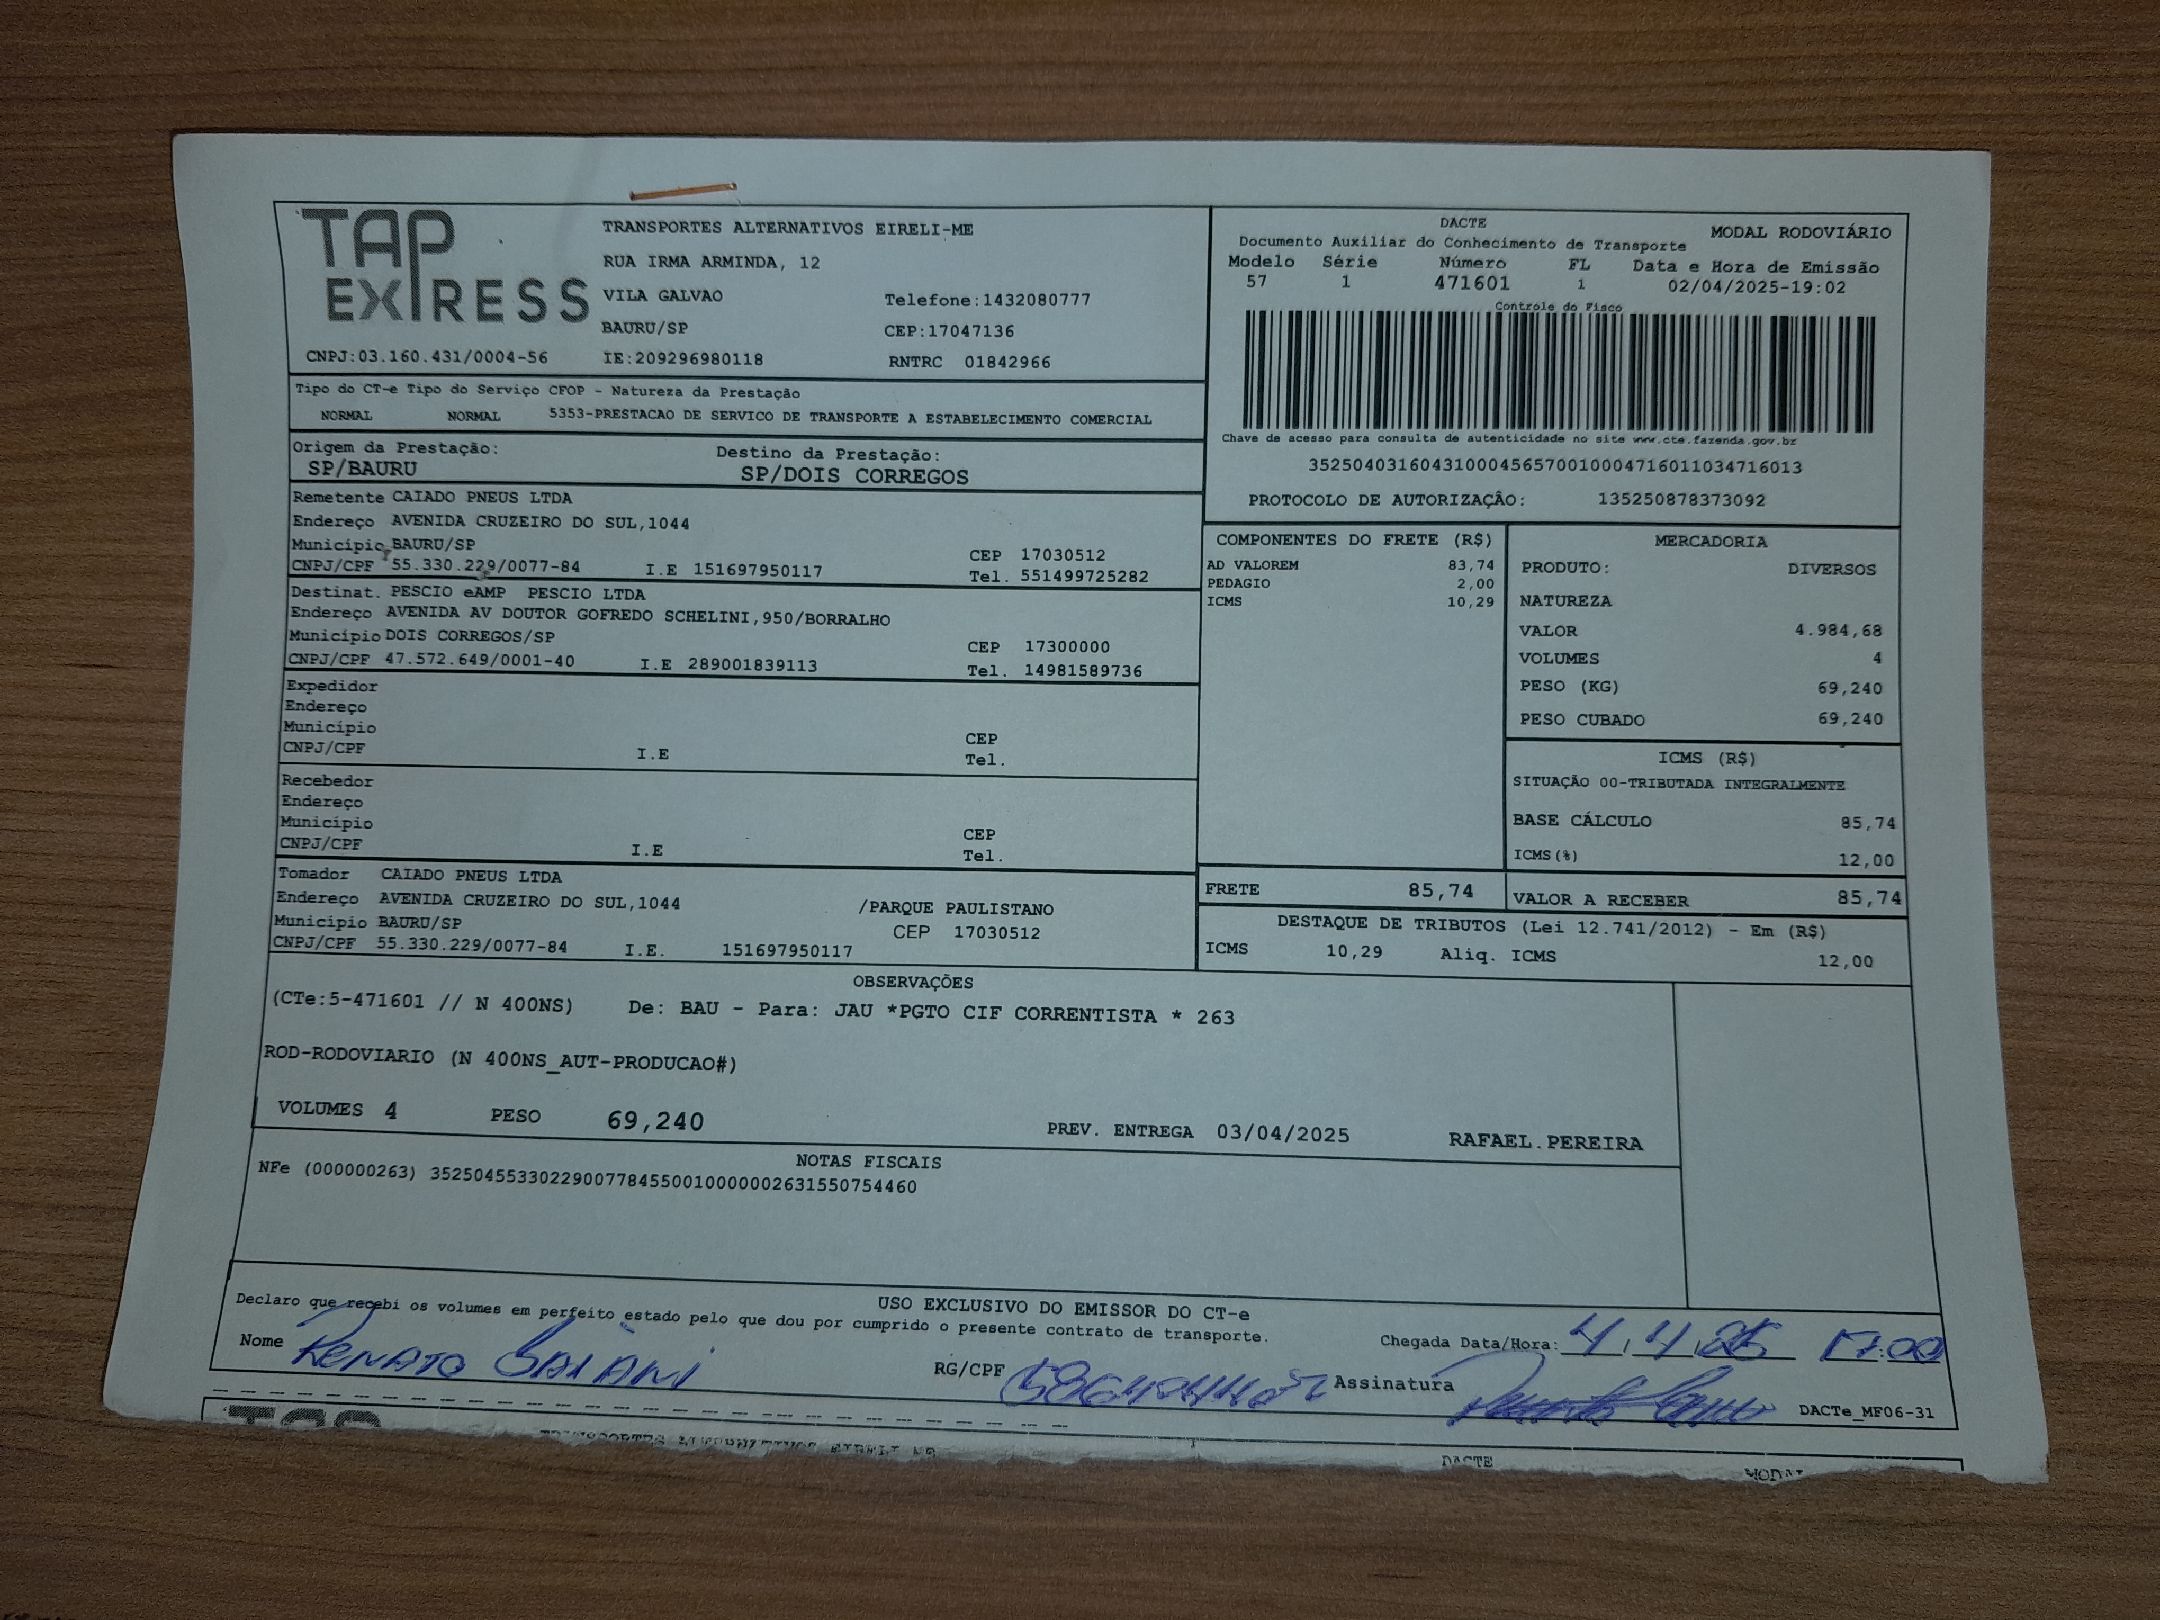 TAP
EXPRESS
TRANSPORTES ALTERNATIVOS EIRELI-ME
RUA IRMA ARMINDA, 12
VILA GALVAO Telefone:1432080777
BAURU/SP CEP:17047136
CNPJ:03.160.431/0004-56 IE:209296980118 RNTRC 01842966
DACTE MODAL RODOVIÁRIO
Documento Auxiliar do Conhecimento de Transporte
Modelo Série Número FL Data e Hora de Emissão
57 1 471601 1 02/04/2025-19:02
Controle do Fisco
Chave de acesso para consulta de autenticidade no site www.cte.fazenda.gov.br
35250403160431000456570010004716011034716013
PROTOCOLO DE AUTORIZAÇÂO: 135250878373092
Tipo do CT-e Tipo do Serviço CFOP - Natureza da Prestação
NORMAL NORMAL 5353-PRESTACAO DE SERVICO DE TRANSPORTE A ESTABELECIMENTO COMERCIAL
Origem da Prestação: Destino da Prestação:
SP/BAURU SP/DOIS CORREGOS
Remetente CAIADO PNEUS LTDA
Endereço AVENIDA CRUZEIRO DO SUL,1044
Município BAURU/SP CEP 17030512
CNPJ/CPF 55.330.229/0077-84 I.E 151697950117 Tel. 551499725282
Destinat. PESCIO eAMP PESCIO LTDA
Endereço AVENIDA AV DOUTOR GOFREDO SCHELINI,950/BORRALHO
Município DOIS CORREGOS/SP CEP 17300000
CNPJ/CPF 47.572.649/0001-40 I.E 289001839113 Tel. 14981589736
Expedidor
Endereço
Município CEP
CNPJ/CPF I.E Tel.
Recebedor
Endereço
Município CEP
CNPJ/CPF I.E Tel.
Tomador CAIADO PNEUS LTDA
Endereço AVENIDA CRUZEIRO DO SUL,1044 /PARQUE PAULISTANO
Município BAURU/SP CEP 17030512
CNPJ/CPF 55.330.229/0077-84 I.E. 151697950117
COMPONENTES DO FRETE (R$)
AD VALOREM 83,74
PEDAGIO 2,00
ICMS 10,29
MERCADORIA
PRODUTO: DIVERSOS
NATUREZA
VALOR 4.984,68
VOLUMES 4
PESO (KG) 69,240
PESO CUBADO 69,240
ICMS (R$)
SITUAÇÃO 00-TRIBUTADA INTEGRALMENTE
BASE CÁLCULO 85,74
ICMS(%) 12,00
FRETE 85,74 VALOR A RECEBER 85,74
DESTAQUE DE TRIBUTOS (Lei 12.741/2012) - Em (R$)
ICMS 10,29 Aliq. ICMS 12,00
OBSERVAÇÕES
(CTe:5-471601 // N 400NS) De: BAU - Para: JAU *PGTO CIF CORRENTISTA * 263
ROD-RODOVIARIO (N 400NS_AUT-PRODUCAO#)
VOLUMES 4 PESO 69,240 PREV. ENTREGA 03/04/2025 RAFAEL.PEREIRA
NOTAS FISCAIS
NFe (000000263) 35250455330229007784550010000002631550754460
USO EXCLUSIVO DO EMISSOR DO CT-e
Declaro que recebi os volumes em perfeito estado pelo que dou por cumprido o presente contrato de transporte.
Chegada Data/Hora: 4,4,25 17:00
Nome RENATO RG/CPF Assinatura DACTe_MF06-31
TRANSPORTES ALTERNATIVOS EIRELI-ME DACTE